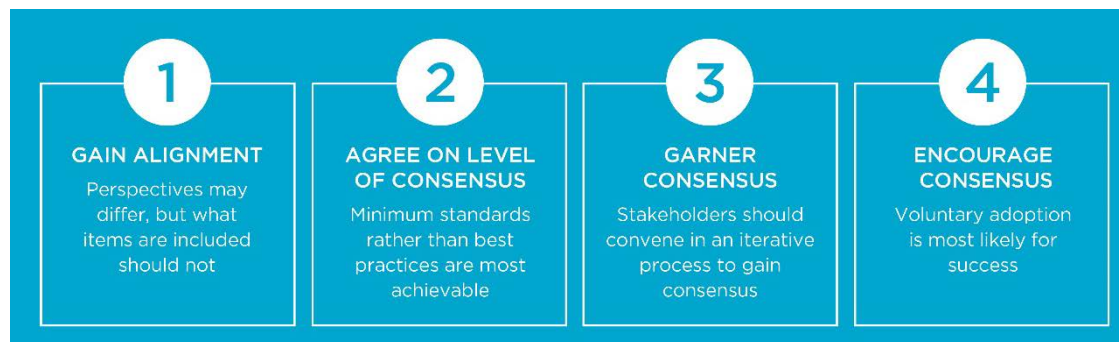 1
GAIN ALIGNMENT
Perspectives may
differ, but what
items are included
should not
2
AGREE ON LEVEL
OF CONSENSUS
Minimum standards
rather than best
practices are most
achievable
3
GARNER
CONSENSUS
Stakeholders should
convene in an iterative
process to gain
consensus
4
ENCOURAGE
CONSENSUS
Voluntary adoption
is most likely for
success